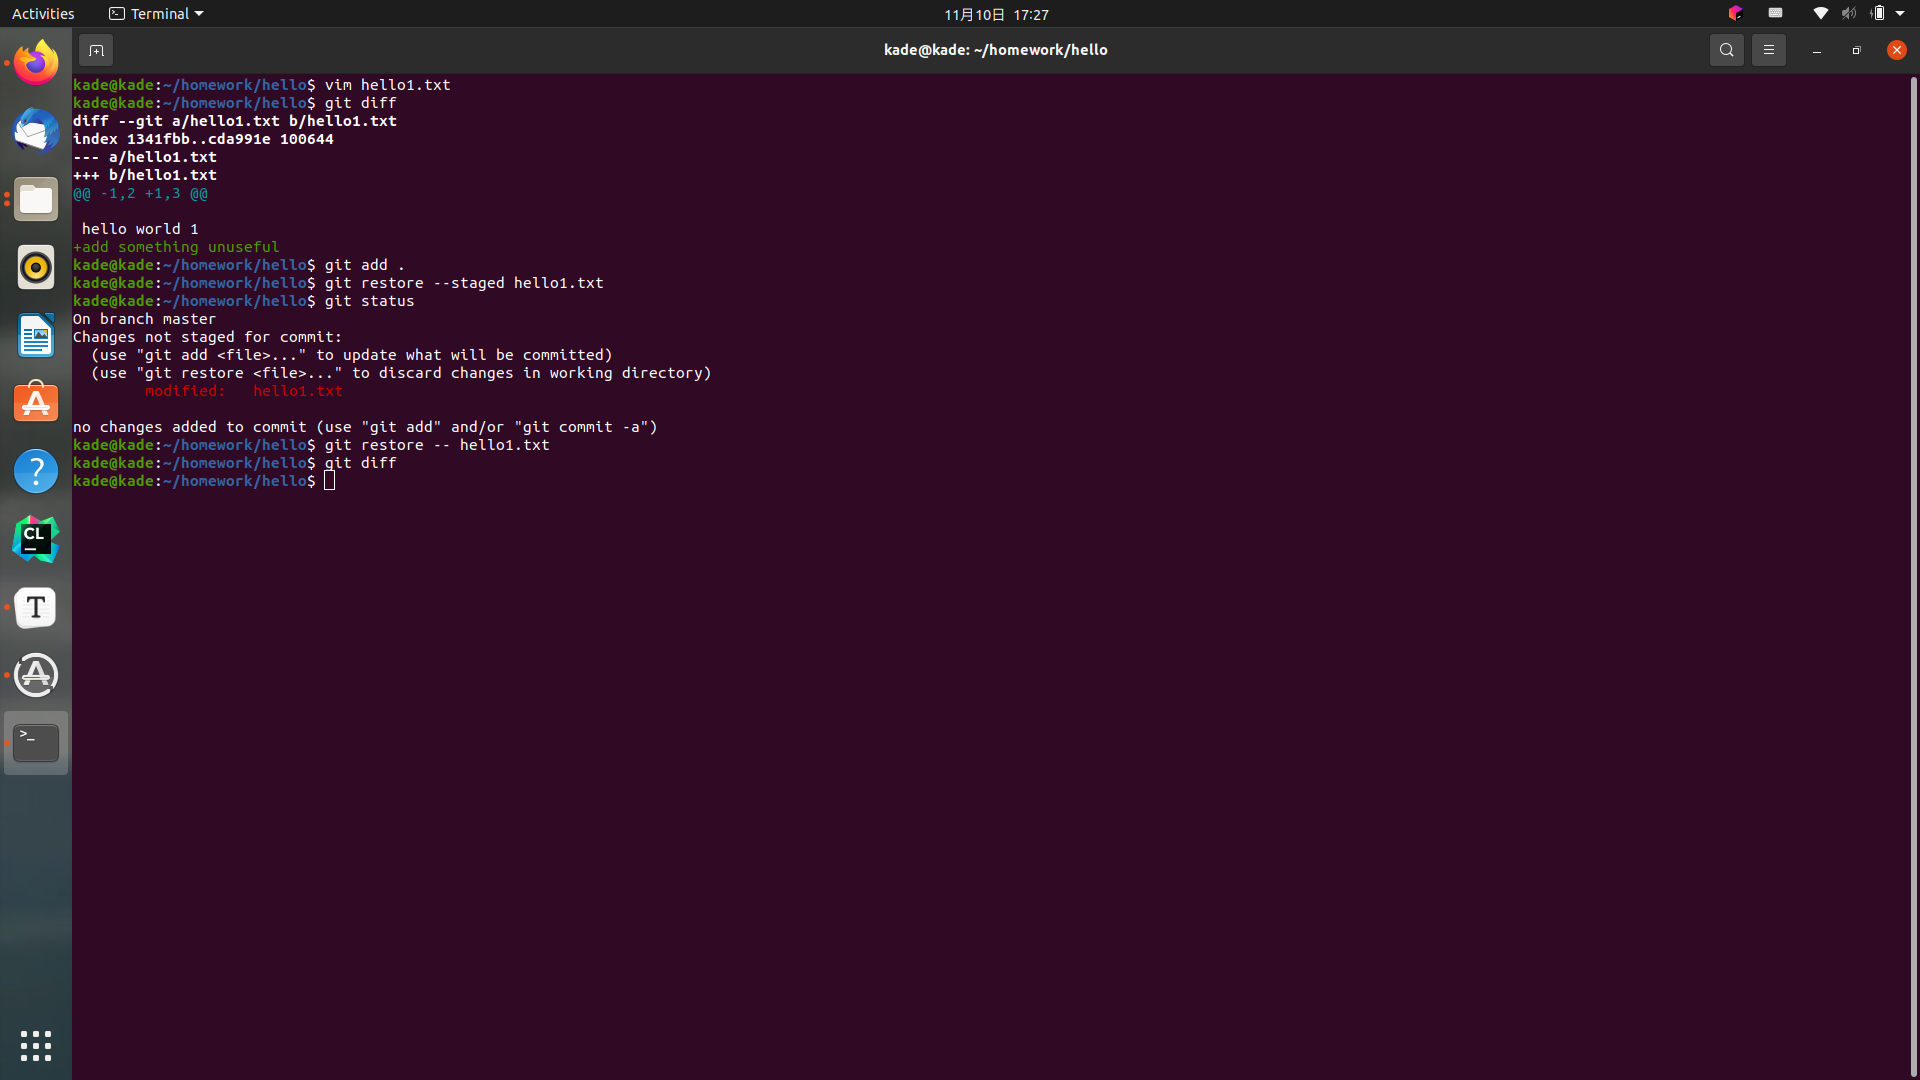 Activities
Terminal
11月10日 17:27
kade@kade: ~/homework/hello
kade@kade:~/homework/hello$ vim hello1.txt
kade@kade:~/homework/hello$ git diff
diff --git a/hello1.txt b/hello1.txt
index 1341fbb..cda991e 100644
--- a/hello1.txt
+++ b/hello1.txt
@@ -1,2 +1,3 @@
 hello world 1
+add something unuseful
kade@kade:~/homework/hello$ git add .
kade@kade:~/homework/hello$ git restore --staged hello1.txt
kade@kade:~/homework/hello$ git status
On branch master
Changes not staged for commit:
  (use "git add <file>..." to update what will be committed)
  (use "git restore <file>..." to discard changes in working directory)
        modified:   hello1.txt
no changes added to commit (use "git add" and/or "git commit -a")
kade@kade:~/homework/hello$ git restore -- hello1.txt
kade@kade:~/homework/hello$ git diff
kade@kade:~/homework/hello$
?
CL
T
>_